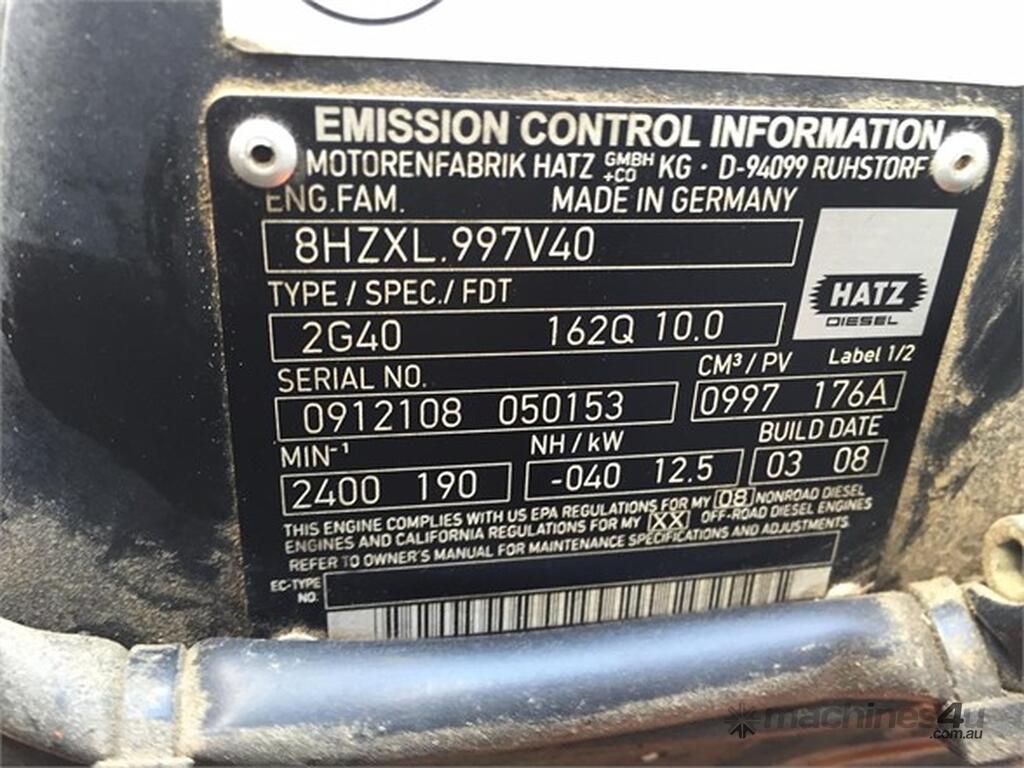 EMISSION CONTROL INFORMATION
MOTORENFABRIK HATZ GMBH +CO KG · D-94099 RUHSTORF
ENG.FAM. MADE IN GERMANY
8HZXL.997V40
HATZ
DIESEL
TYPE / SPEC./ FDT
2G40 162Q 10.0
Label 1/2
SERIAL NO. CM³/PV
0912108 050153 0997 176A
MIN-¹ NH / kW BUILD DATE
2400 190 -040 12.5 03 08
THIS ENGINE COMPLIES WITH US EPA REGULATIONS FOR MY 08 NONROAD DIESEL
ENGINES AND CALIFORNIA REGULATIONS FOR MY XX OFF-ROAD DIESEL ENGINES
REFER TO OWNER'S MANUAL FOR MAINTENANCE SPECIFICATIONS AND ADJUSTMENTS
EC-TYPE
NO.
machines4u
.com.au